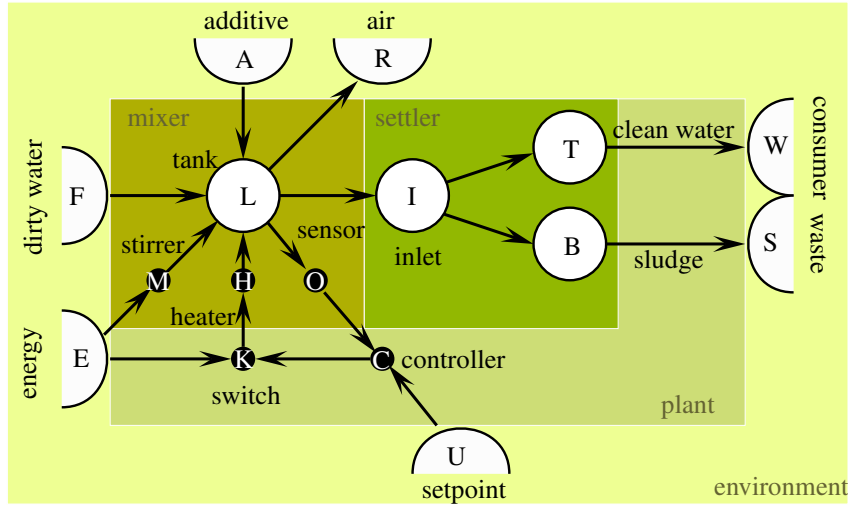 additive
air
A
R
mixer
settler
clean water
consumer
T
W
tank
dirty water
F
L
I
sensor
stirrer
inlet
B
sludge
S
waste
M
H
O
heater
energy
E
K
C
controller
switch
plant
U
setpoint
environment